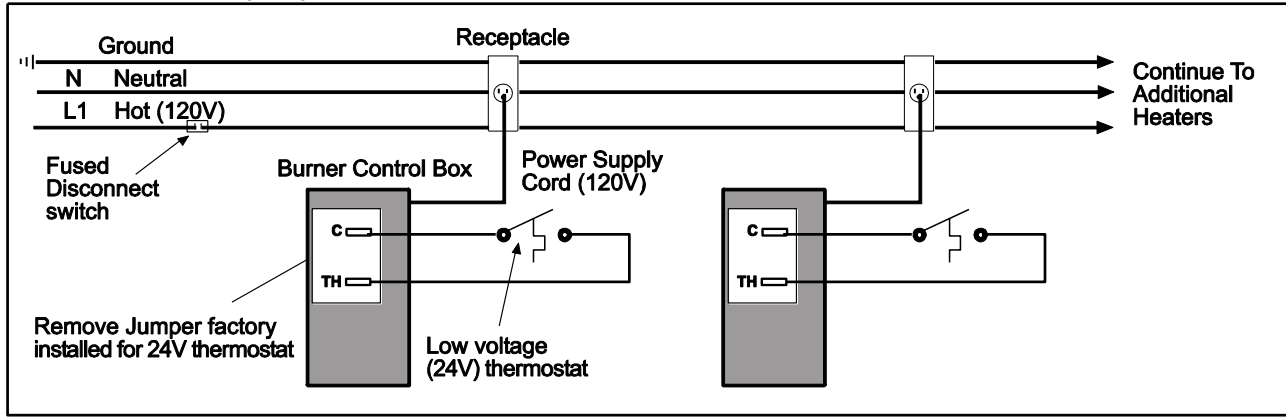 Ground
Receptacle
N Neutral
L1 Hot (120V)
Continue To
Additional
Heaters
Fused
Disconnect
switch
Burner Control Box
Power Supply
Cord (120V)
C
TH
C
TH
Remove Jumper factory
installed for 24V thermostat
Low voltage
(24V) thermostat